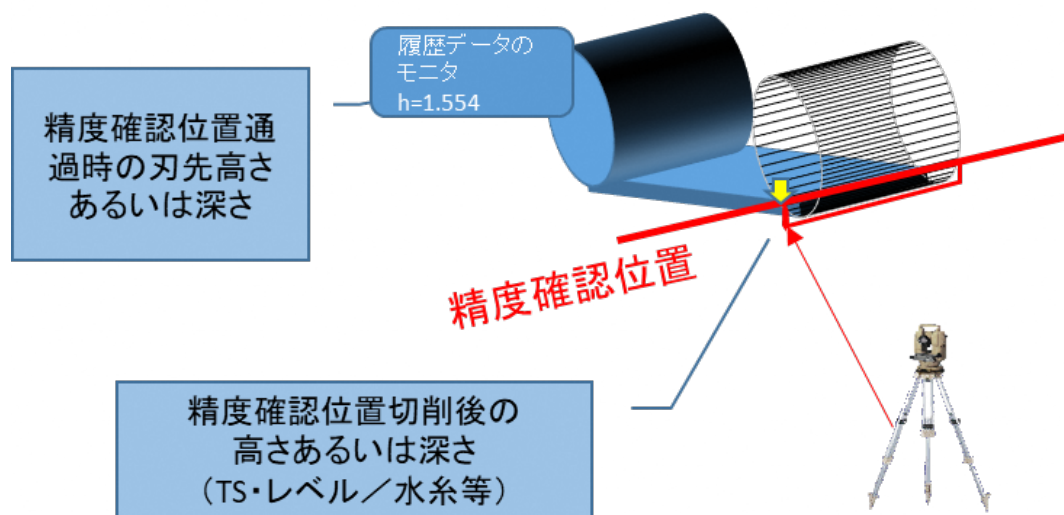 履歴データの
モニタ
h=1.554
精度確認位置通
過時の刃先高さ
あるいは深さ
精度確認位置
精度確認位置切削後の
高さあるいは深さ
（TS・レベル／水糸等）